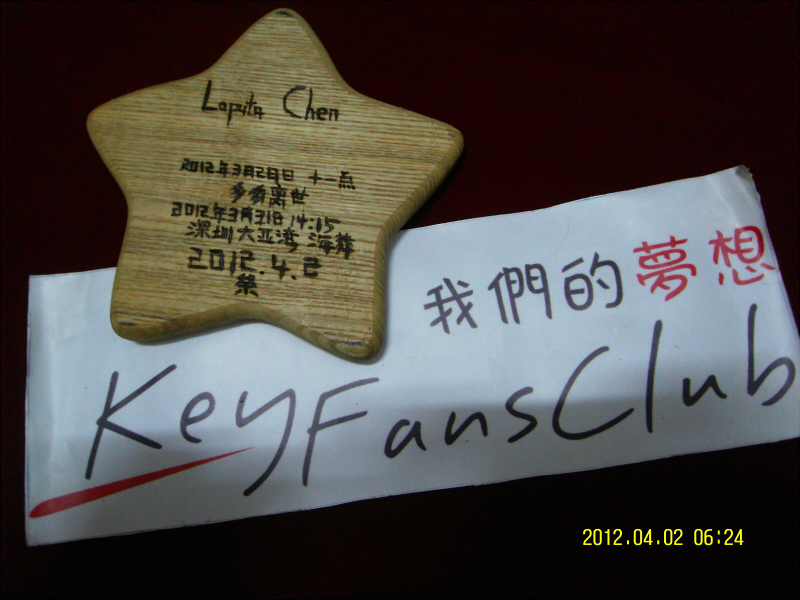 Laputa Chen
2012年3月28日 十一点
多多离世
2012年3月31日 14:15
深圳大亚湾 海葬
2012.4.2
祭
我們的夢想
KeyFansClub
2012.04.02 06:24